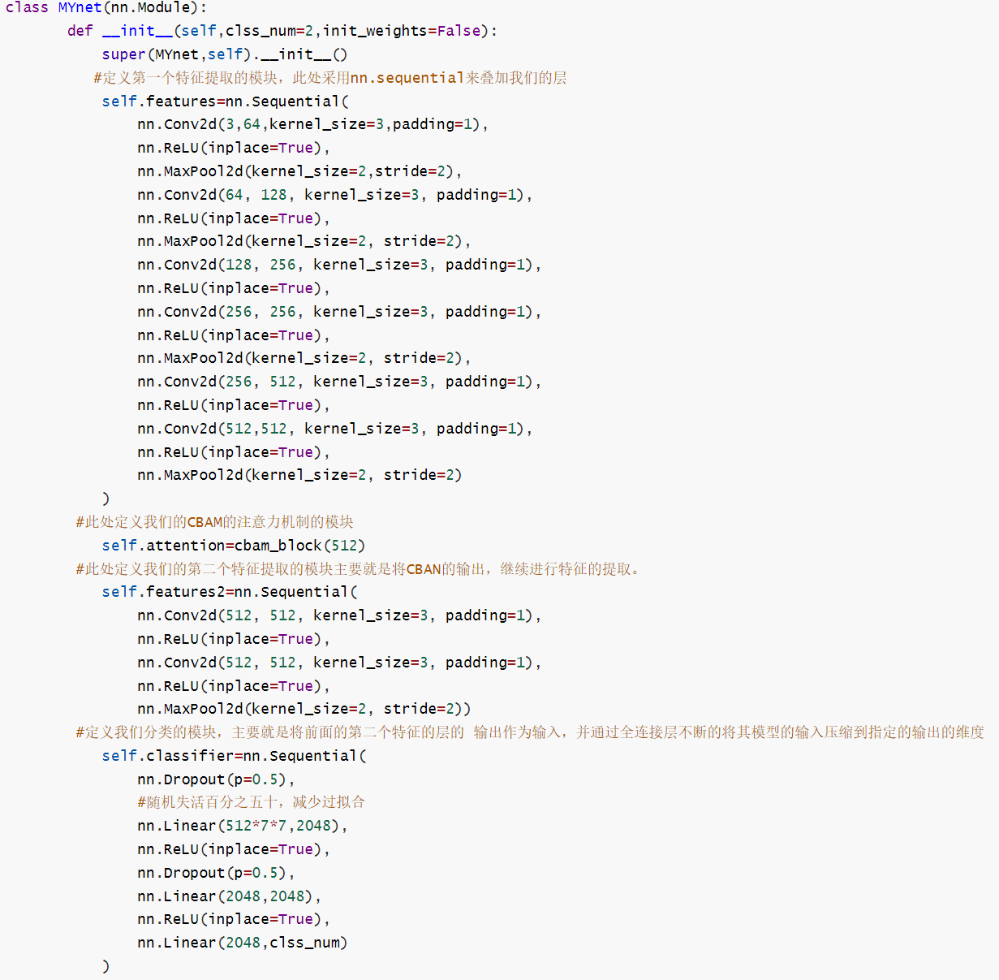 class MYnet(nn.Module):
       def __init__(self,clss_num=2,init_weights=False):
           super(MYnet,self).__init__()
          #定义第一个特征提取的模块，此处采用nn.sequential来叠加我们的层
           self.features=nn.Sequential(
               nn.Conv2d(3,64,kernel_size=3,padding=1),
               nn.ReLU(inplace=True),
               nn.MaxPool2d(kernel_size=2,stride=2),
               nn.Conv2d(64, 128, kernel_size=3, padding=1),
               nn.ReLU(inplace=True),
               nn.MaxPool2d(kernel_size=2, stride=2),
               nn.Conv2d(128, 256, kernel_size=3, padding=1),
               nn.ReLU(inplace=True),
               nn.Conv2d(256, 256, kernel_size=3, padding=1),
               nn.ReLU(inplace=True),
               nn.MaxPool2d(kernel_size=2, stride=2),
               nn.Conv2d(256, 512, kernel_size=3, padding=1),
               nn.ReLU(inplace=True),
               nn.Conv2d(512,512, kernel_size=3, padding=1),
               nn.ReLU(inplace=True),
               nn.MaxPool2d(kernel_size=2, stride=2)
           )
        #此处定义我们的CBAM的注意力机制的模块
           self.attention=cbam_block(512)
        #此处定义我们的第二个特征提取的模块主要就是将CBAN的输出，继续进行特征的提取。
           self.features2=nn.Sequential(
               nn.Conv2d(512, 512, kernel_size=3, padding=1),
               nn.ReLU(inplace=True),
               nn.Conv2d(512, 512, kernel_size=3, padding=1),
               nn.ReLU(inplace=True),
               nn.MaxPool2d(kernel_size=2, stride=2))
        #定义我们分类的模块，主要就是将前面的第二个特征的层的 输出作为输入，并通过全连接层不断的将其模型的输入压缩到指定的输出的维度
           self.classifier=nn.Sequential(
               nn.Dropout(p=0.5),
               #随机失活百分之五十，减少过拟合
               nn.Linear(512*7*7,2048),
               nn.ReLU(inplace=True),
               nn.Dropout(p=0.5),
               nn.Linear(2048,2048),
               nn.ReLU(inplace=True),
               nn.Linear(2048,clss_num)
           )